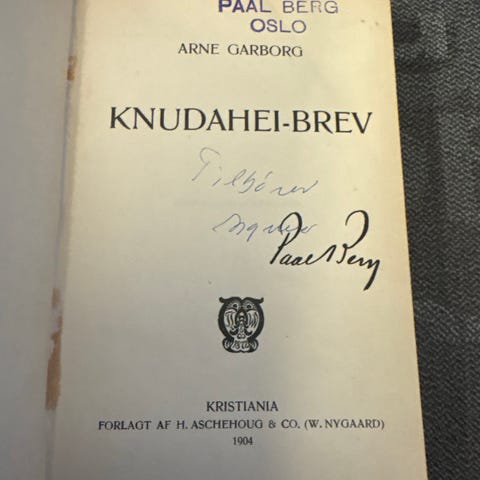 PAAL BERG
OSLO
ARNE GARBORG
KNUDAHEI-BREV
Tilhører
Paal Berg
KRISTIANIA
FORLAGT AF H. ASCHEHOUG & CO. (W. NYGAARD)
1904